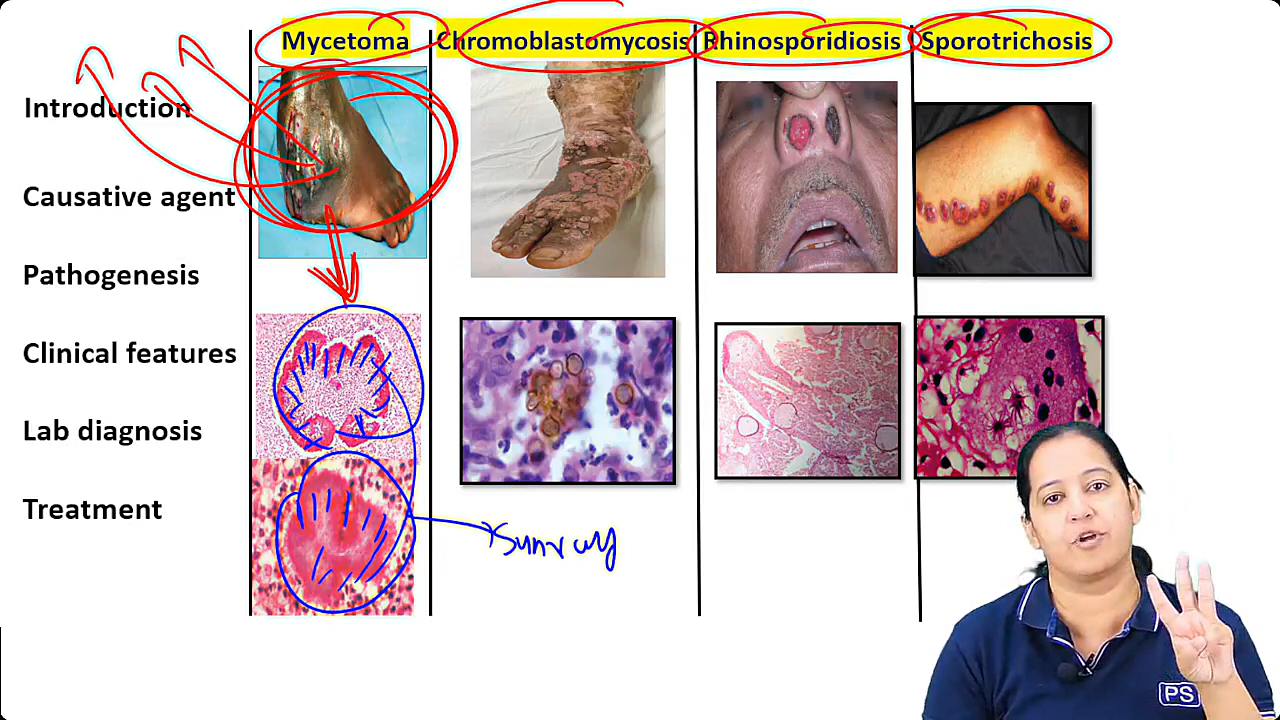 Mycetoma Chromoblastomycosis Rhinosporidiosis Sporotrichosis
Introduction
Causative agent
Pathogenesis
Clinical features
Lab diagnosis
Treatment
Sunray
PS